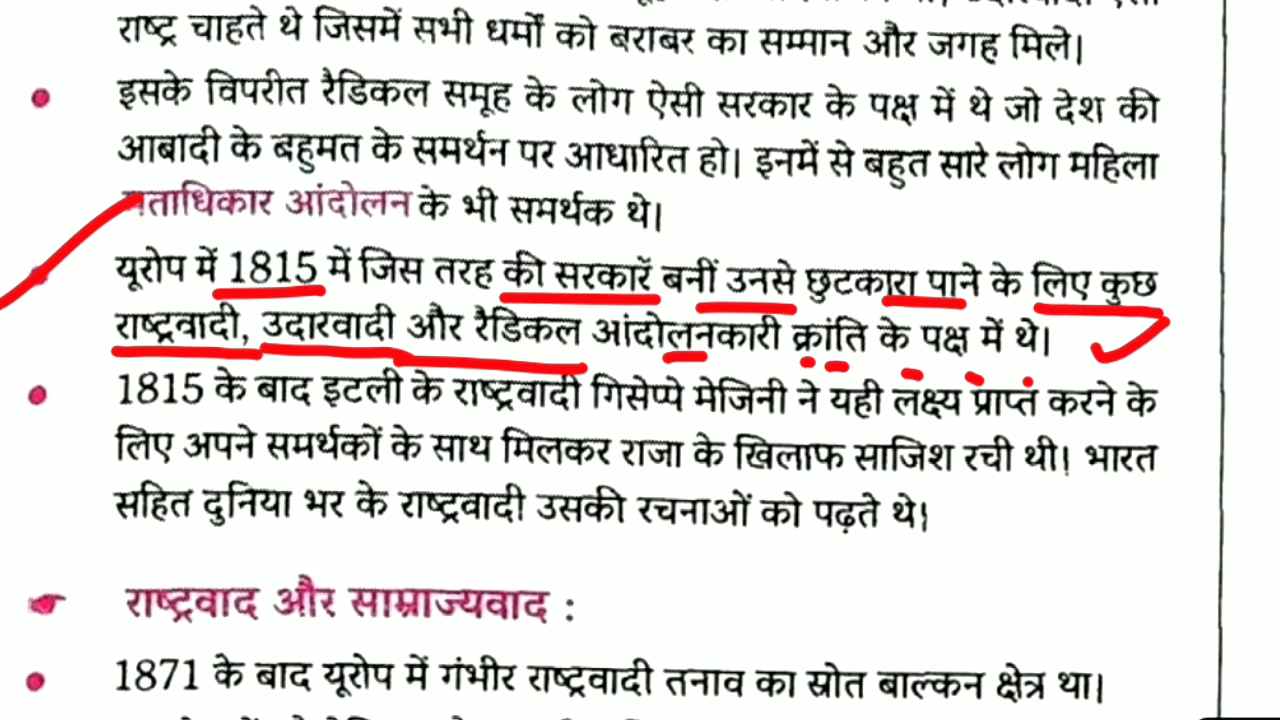 राष्ट्र चाहते थे जिसमें सभी धर्मों को बराबर का सम्मान और जगह मिले।
इसके विपरीत रैडिकल समूह के लोग ऐसी सरकार के पक्ष में थे जो देश की
आबादी के बहुमत के समर्थन पर आधारित हो। इनमें से बहुत सारे लोग महिला
मताधिकार आंदोलन के भी समर्थक थे।
यूरोप में 1815 में जिस तरह की सरकारें बनीं उनसे छुटकारा पाने के लिए कुछ
राष्ट्रवादी, उदारवादी और रैडिकल आंदोलनकारी क्रांति के पक्ष में थे।
1815 के बाद इटली के राष्ट्रवादी गिसेप्पे मेजिनी ने यही लक्ष्य प्राप्त करने के
लिए अपने समर्थकों के साथ मिलकर राजा के खिलाफ साजिश रची थी। भारत
सहित दुनिया भर के राष्ट्रवादी उसकी रचनाओं को पढ़ते थे।
राष्ट्रवाद और साम्राज्यवाद :
1871 के बाद यूरोप में गंभीर राष्ट्रवादी तनाव का स्रोत बाल्कन क्षेत्र था।